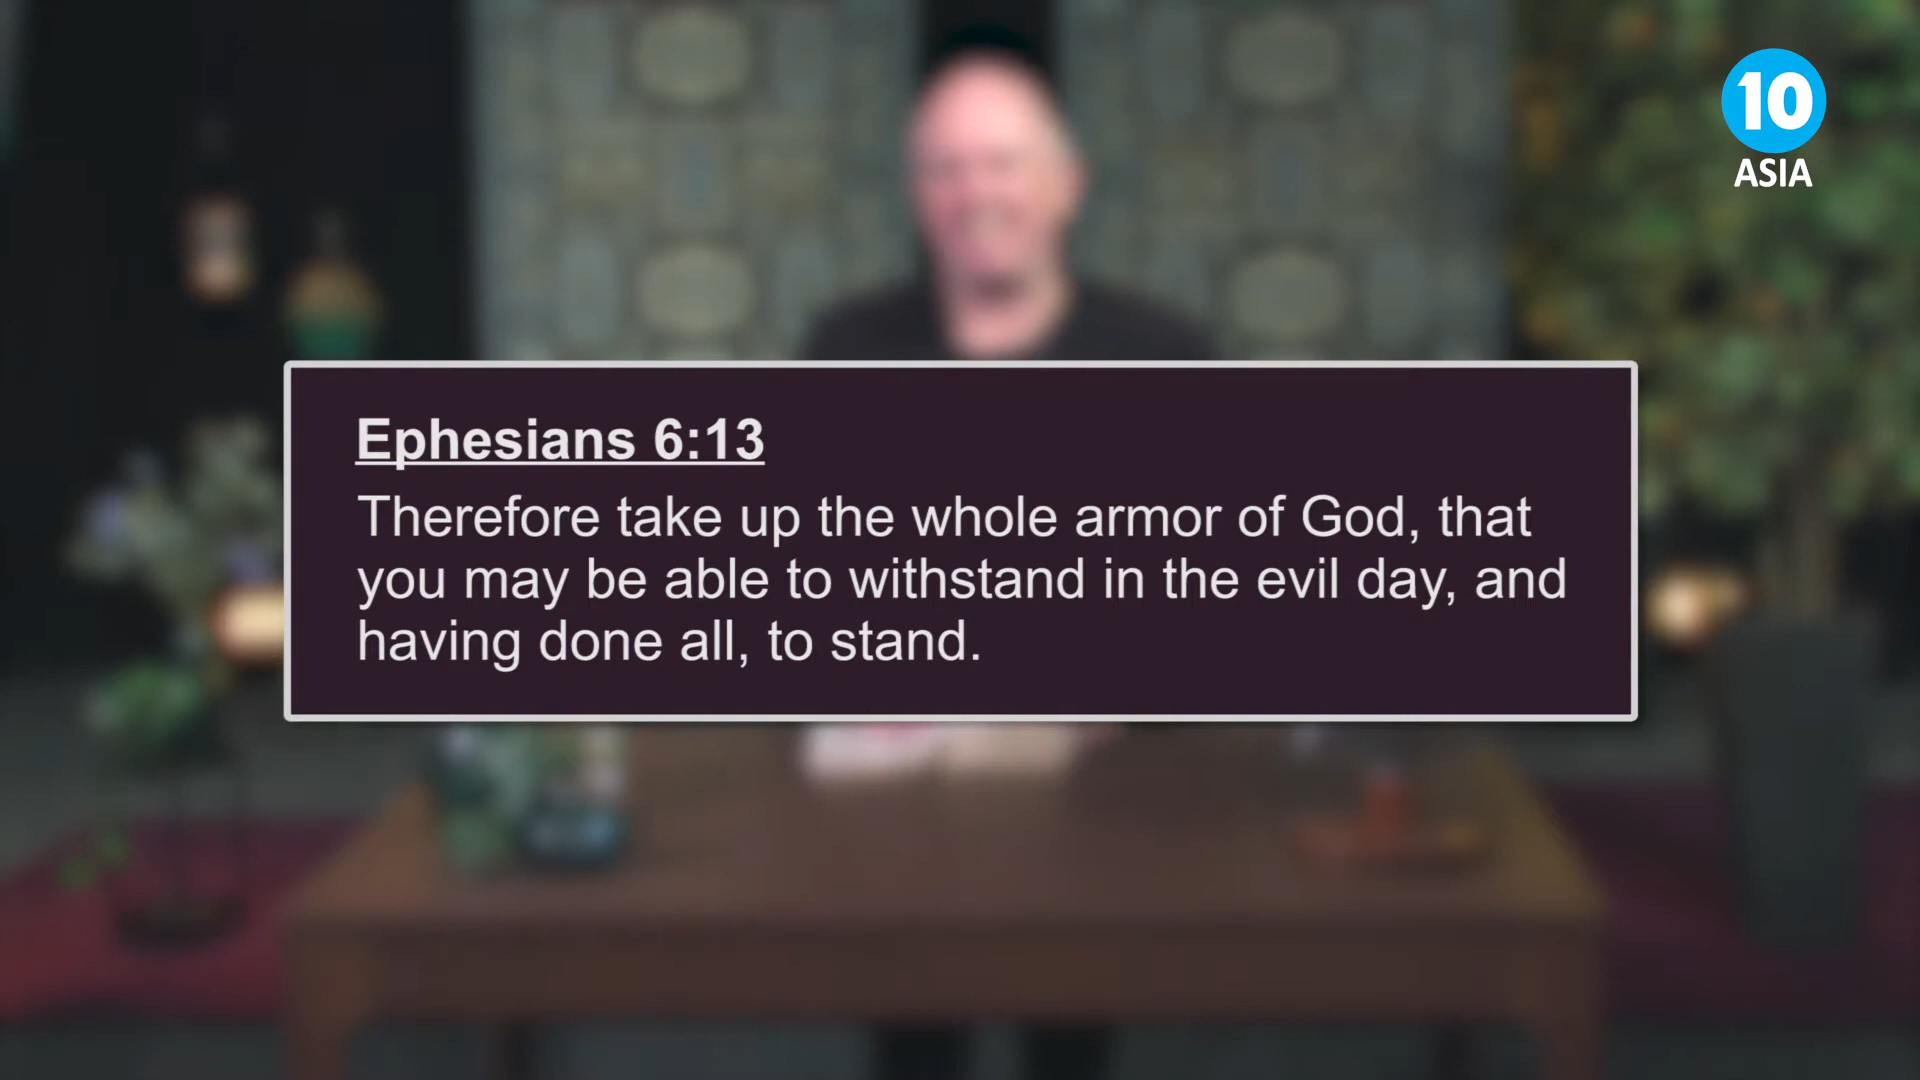 10
ASIA
Ephesians 6:13
Therefore take up the whole armor of God, that
you may be able to withstand in the evil day, and
having done all, to stand.